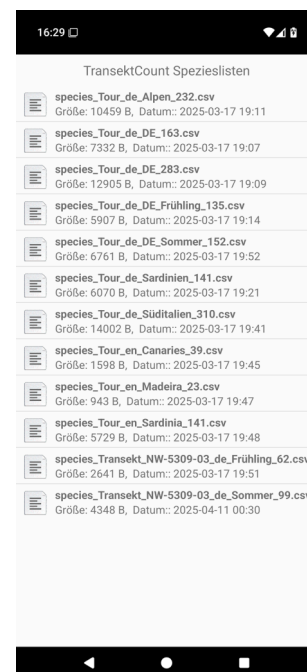 16:29
TransektCount Spezieslisten
species_Tour_de_Alpen_232.csv
Größe: 10459 B, Datum:: 2025-03-17 19:11
species_Tour_de_DE_163.csv
Größe: 7332 B, Datum:: 2025-03-17 19:07
species_Tour_de_DE_283.csv
Größe: 12905 B, Datum:: 2025-03-17 19:09
species_Tour_de_DE_Frühling_135.csv
Größe: 5907 B, Datum:: 2025-03-17 19:14
species_Tour_de_DE_Sommer_152.csv
Größe: 6761 B, Datum:: 2025-03-17 19:52
species_Tour_de_Sardinien_141.csv
Größe: 6070 B, Datum:: 2025-03-17 19:21
species_Tour_de_Süditalien_310.csv
Größe: 14002 B, Datum:: 2025-03-17 19:41
species_Tour_en_Canaries_39.csv
Größe: 1598 B, Datum:: 2025-03-17 19:45
species_Tour_en_Madeira_23.csv
Größe: 943 B, Datum:: 2025-03-17 19:47
species_Tour_en_Sardinia_141.csv
Größe: 5729 B, Datum:: 2025-03-17 19:48
species_Transekt_NW-5309-03_de_Frühling_62.csv
Größe: 2641 B, Datum:: 2025-03-17 19:51
species_Transekt_NW-5309-03_de_Sommer_99.csv
Größe: 4348 B, Datum:: 2025-04-11 00:30